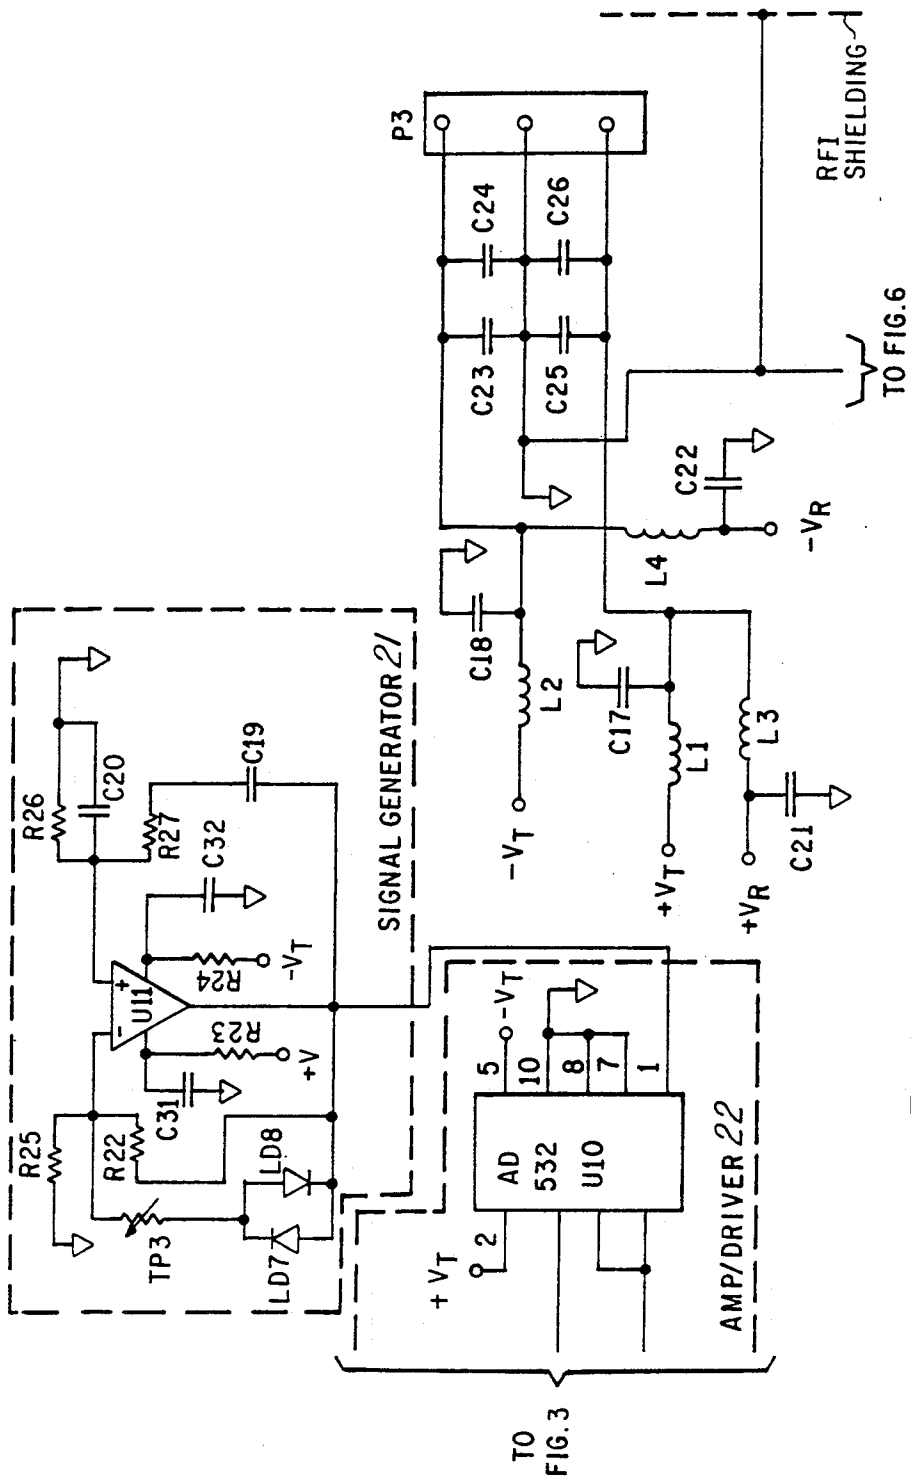 R25
R22
TP3
LD7
LD8
C31
R23
+V
-
+
U11
R24
-VT
C32
R26
C20
R27
C19
SIGNAL GENERATOR 21
P3
C24
C23
C26
C25
C18
L2
-VT
C17
L1
+VT
L3
+VR
C21
L4
C22
-VR
RFI
SHIELDING
TO FIG.6
+VT
2
AD
532
U10
5
-VT
10
8
7
1
AMP/DRIVER 22
TO
FIG.3